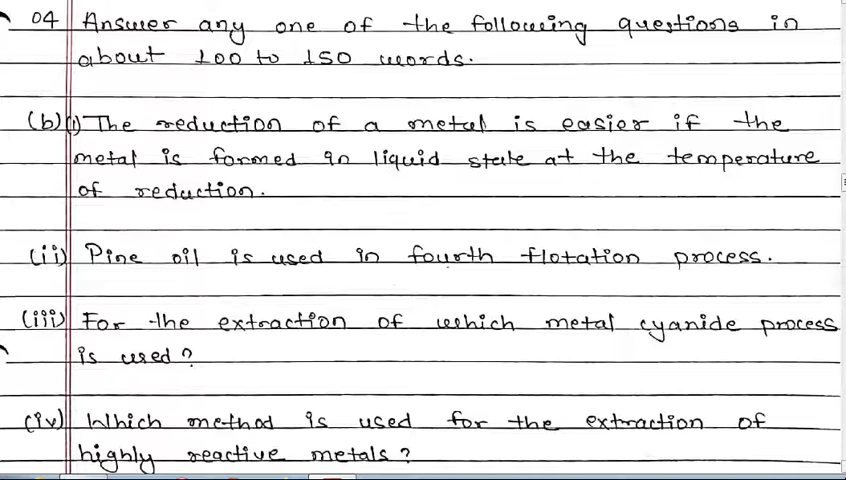 04 Answer any one of the following questions in
about 100 to 150 words.
(b) (i) The reduction of a metal is easier if the
metal is formed in liquid state at the temperature
of reduction.
(ii) Pine oil is used in fourth flotation process.
(iii) For the extraction of which metal cyanide process
is used?
(iv) Which method is used for the extraction of
highly reactive metals?